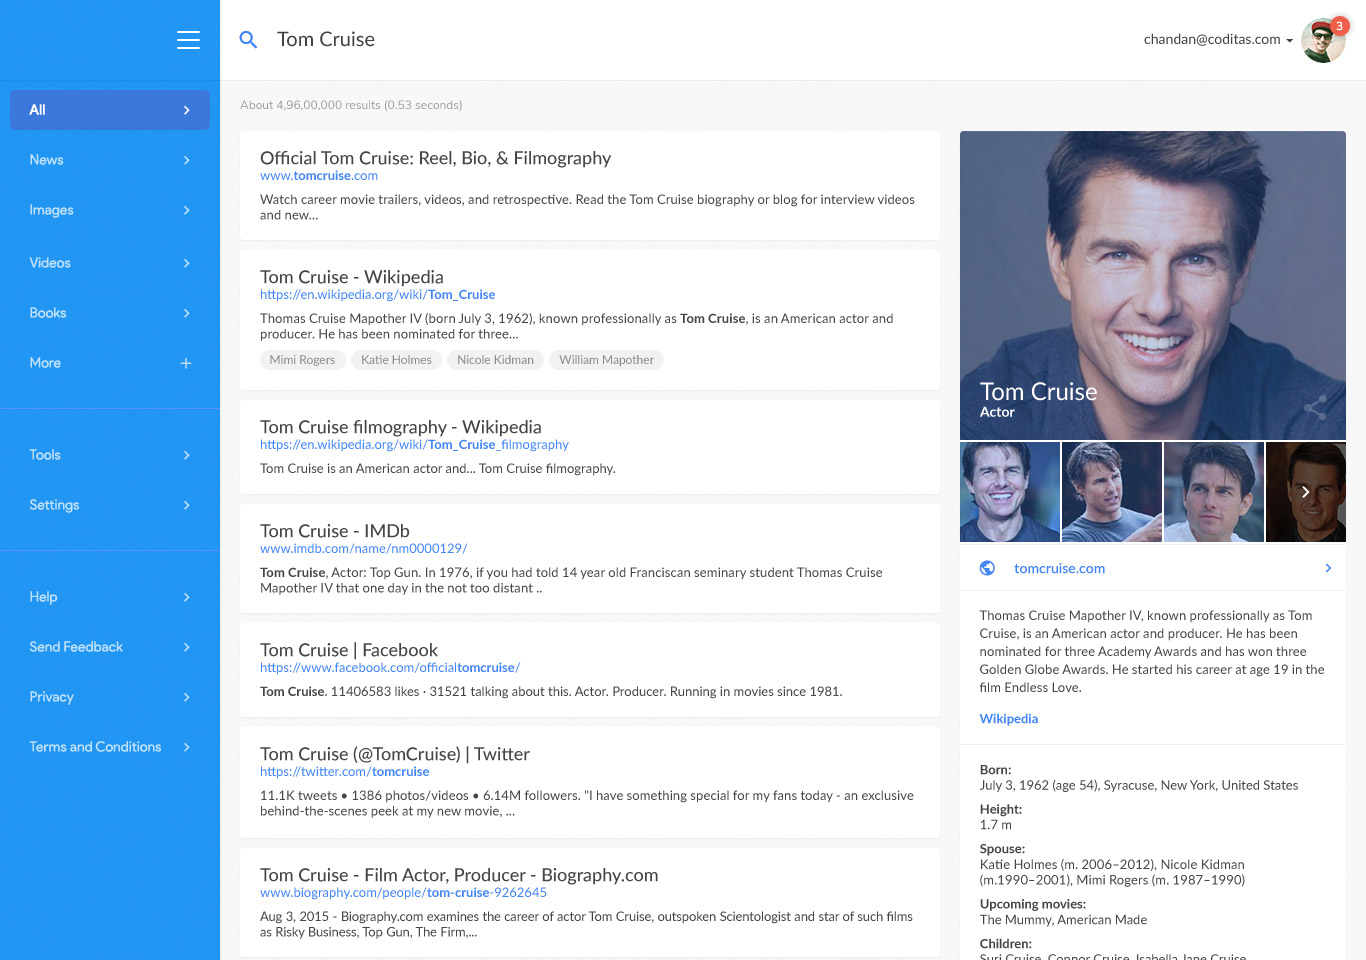 Tom Cruise
chandan@coditas.com
3
All
News
Images
Videos
Books
More
Tools
Settings
Help
Send Feedback
Privacy
Terms and Conditions
About 4,96,00,000 results (0.53 seconds)
Official Tom Cruise: Reel, Bio, & Filmography
www.tomcruise.com
Watch career movie trailers, videos, and retrospective. Read the Tom Cruise biography or blog for interview videos
and new...
Tom Cruise - Wikipedia
https://en.wikipedia.org/wiki/Tom_Cruise
Thomas Cruise Mapother IV (born July 3, 1962), known professionally as Tom Cruise, is an American actor and
producer. He has been nominated for three...
Mimi Rogers Katie Holmes Nicole Kidman William Mapother
Tom Cruise filmography - Wikipedia
https://en.wikipedia.org/wiki/Tom_Cruise_filmography
Tom Cruise is an American actor and... Tom Cruise filmography.
Tom Cruise - IMDb
www.imdb.com/name/nm0000129/
Tom Cruise, Actor: Top Gun. In 1976, if you had told 14 year old Franciscan seminary student Thomas Cruise
Mapother IV that one day in the not too distant ..
Tom Cruise | Facebook
https://www.facebook.com/officialtomcruise/
Tom Cruise. 11406583 likes · 31521 talking about this. Actor. Producer. Running in movies since 1981.
Tom Cruise (@TomCruise) | Twitter
https://twitter.com/tomcruise
11.1K tweets • 1386 photos/videos • 6.14M followers. "I have something special for my fans today - an exclusive
behind-the-scenes peek at my new movie, ...
Tom Cruise - Film Actor, Producer - Biography.com
www.biography.com/people/tom-cruise-9262645
Aug 3, 2015 - Biography.com examines the career of actor Tom Cruise, outspoken Scientologist and star of such films
as Risky Business, Top Gun, The Firm,...
Tom Cruise
Actor
tomcruise.com
Thomas Cruise Mapother IV, known professionally as Tom
Cruise, is an American actor and producer. He has been
nominated for three Academy Awards and has won three
Golden Globe Awards. He started his career at age 19 in the
film Endless Love.
Wikipedia
Born:
July 3, 1962 (age 54), Syracuse, New York, United States
Height:
1.7 m
Spouse:
Katie Holmes (m. 2006–2012), Nicole Kidman
(m.1990–2001), Mimi Rogers (m. 1987–1990)
Upcoming movies:
The Mummy, American Made
Children:
Suri Cruise, Connor Cruise, Isabella Jane Cruise